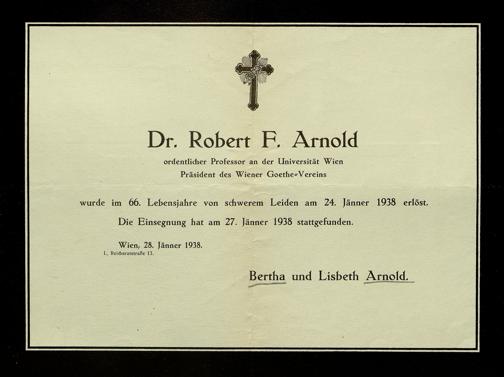 Dr. Robert F. Arnold
ordentlicher Professor an der Universität Wien
Präsident des Wiener Goethe-Vereins
wurde im 66. Lebensjahre von schwerem Leiden am 24. Jänner 1938 erlöst.
Die Einsegnung hat am 27. Jänner 1938 stattgefunden.
Wien, 28. Jänner 1938.
I., Reichsratsstraße 13.
Bertha und Lisbeth Arnold.